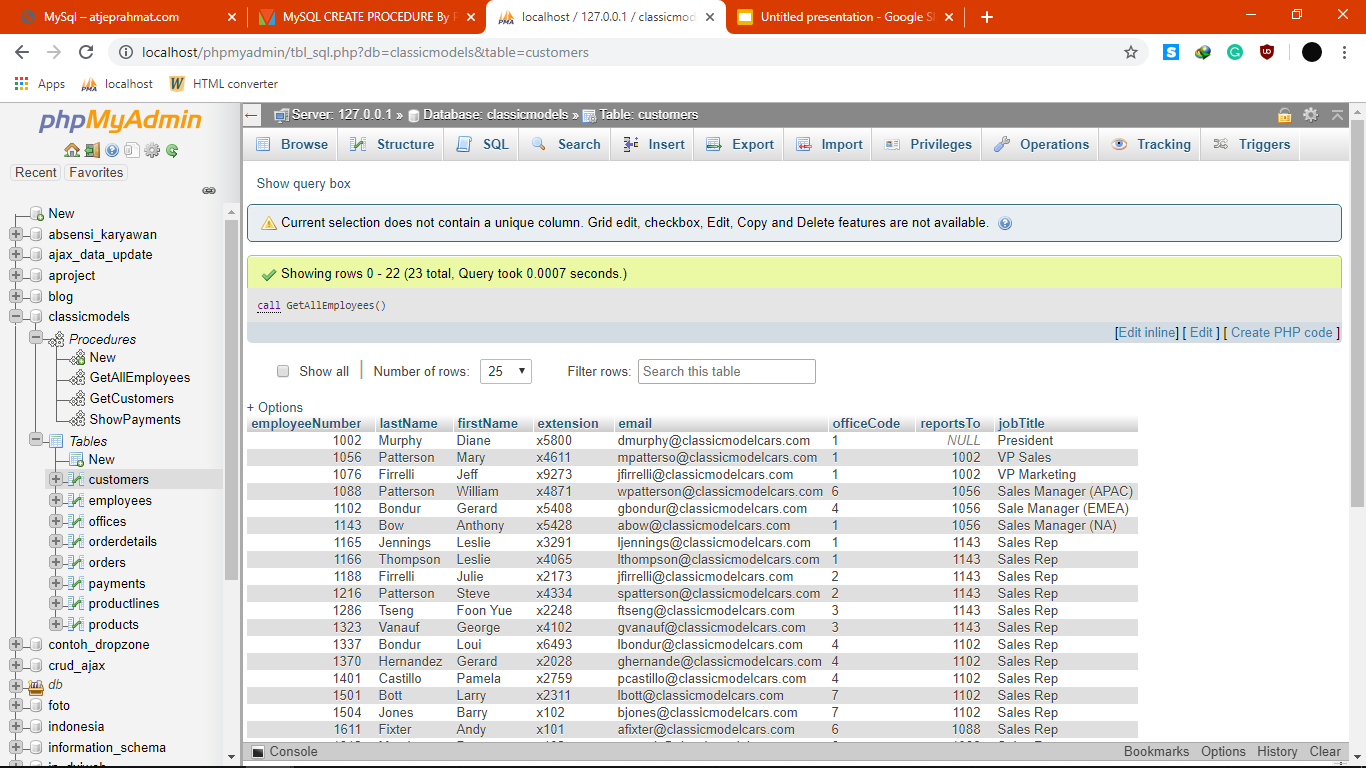 MySql – atjeprahmat.com
MySQL CREATE PROCEDURE By
localhost / 127.0.0.1 / classicmod
Untitled presentation - Google Sl
localhost/phpmyadmin/tbl_sql.php?db=classicmodels&table=customers
Apps localhost HTML converter
phpMyAdmin
Recent Favorites
New
absensi_karyawan
ajax_data_update
aproject
blog
classicmodels
Procedures
New
GetAllEmployees
GetCustomers
ShowPayments
Tables
New
customers
employees
offices
orderdetails
orders
payments
productlines
products
contoh_dropzone
crud_ajax
db
foto
indonesia
information_schema
Server: 127.0.0.1 » Database: classicmodels » Table: customers
Browse Structure SQL Search Insert Export Import Privileges Operations Tracking Triggers
Show query box
Current selection does not contain a unique column. Grid edit, checkbox, Edit, Copy and Delete features are not available.
Showing rows 0 - 22 (23 total, Query took 0.0007 seconds.)
call GetAllEmployees()
[Edit inline] [ Edit ] [ Create PHP code ]
Show all | Number of rows: 25 Filter rows: Search this table
+ Options
employeeNumber lastName firstName extension email officeCode reportsTo jobTitle
1002 Murphy Diane x5800 dmurphy@classicmodelcars.com 1 NULL President
1056 Patterson Mary x4611 mpatterso@classicmodelcars.com 1 1002 VP Sales
1076 Firrelli Jeff x9273 jfirrelli@classicmodelcars.com 1 1002 VP Marketing
1088 Patterson William x4871 wpatterson@classicmodelcars.com 6 1056 Sales Manager (APAC)
1102 Bondur Gerard x5408 gbondur@classicmodelcars.com 4 1056 Sale Manager (EMEA)
1143 Bow Anthony x5428 abow@classicmodelcars.com 1 1056 Sales Manager (NA)
1165 Jennings Leslie x3291 ljennings@classicmodelcars.com 1 1143 Sales Rep
1166 Thompson Leslie x4065 lthompson@classicmodelcars.com 1 1143 Sales Rep
1188 Firrelli Julie x2173 jfirrelli@classicmodelcars.com 2 1143 Sales Rep
1216 Patterson Steve x4334 spatterson@classicmodelcars.com 2 1143 Sales Rep
1286 Tseng Foon Yue x2248 ftseng@classicmodelcars.com 3 1143 Sales Rep
1323 Vanauf George x4102 gvanauf@classicmodelcars.com 3 1143 Sales Rep
1337 Bondur Loui x6493 lbondur@classicmodelcars.com 4 1102 Sales Rep
1370 Hernandez Gerard x2028 ghernande@classicmodelcars.com 4 1102 Sales Rep
1401 Castillo Pamela x2759 pcastillo@classicmodelcars.com 4 1102 Sales Rep
1501 Bott Larry x2311 lbott@classicmodelcars.com 7 1102 Sales Rep
1504 Jones Barry x102 bjones@classicmodelcars.com 7 1102 Sales Rep
1611 Fixter Andy x101 afixter@classicmodelcars.com 6 1088 Sales Rep
Console Bookmarks Options History Clear